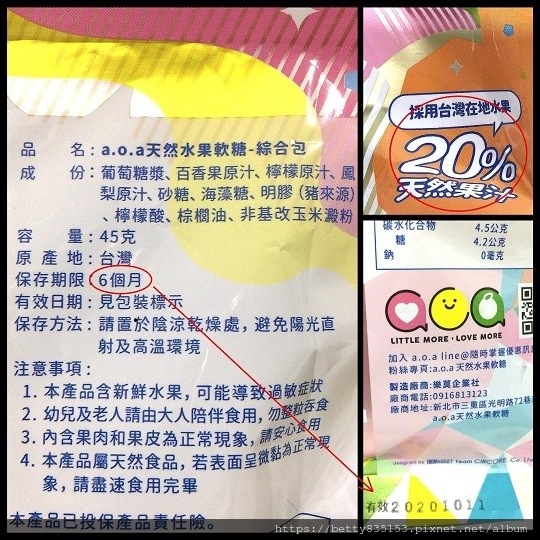 品　　名：a.o.a天然水果軟糖-綜合包
成　　份：葡萄糖漿、百香果原汁、檸檬原汁、鳳
梨原汁、砂糖、海藻糖、明膠（豬來源）
、檸檬酸、棕櫚油、非基改玉米澱粉
容　　量：45克
原 產 地：台灣
保存期限：6個月
有效日期：見包裝標示
保存方法：請置於陰涼乾燥處，避免陽光直
射及高溫環境
注意事項：
1. 本產品含新鮮水果，可能導致過敏症狀
2. 幼兒及老人請由大人陪伴食用，勿整粒吞食
3. 內含果肉和果皮為正常現象，請安心食用
4. 本產品屬天然食品，若表面呈微黏為正常現
象，請盡速食用完畢
本產品已投保產品責任險。
採用台灣在地水果
20%
天然果汁
碳水化合物 4.5公克
糖 4.2公克
鈉 0毫克
aoa
LITTLE MORE・LOVE MORE
加入 a.o.a line@隨時掌握優惠訊
粉絲專頁:a.o.a 天然水果軟糖
製造廠商:樂莫企業社
廠商電話:0916813123
廠商地址:新北市三重區光明路72巷
a.o.a天然水果軟糖
designed by Team CIRCORE Co Lt
有效20201011
https://betty835153.pixnet.net/album